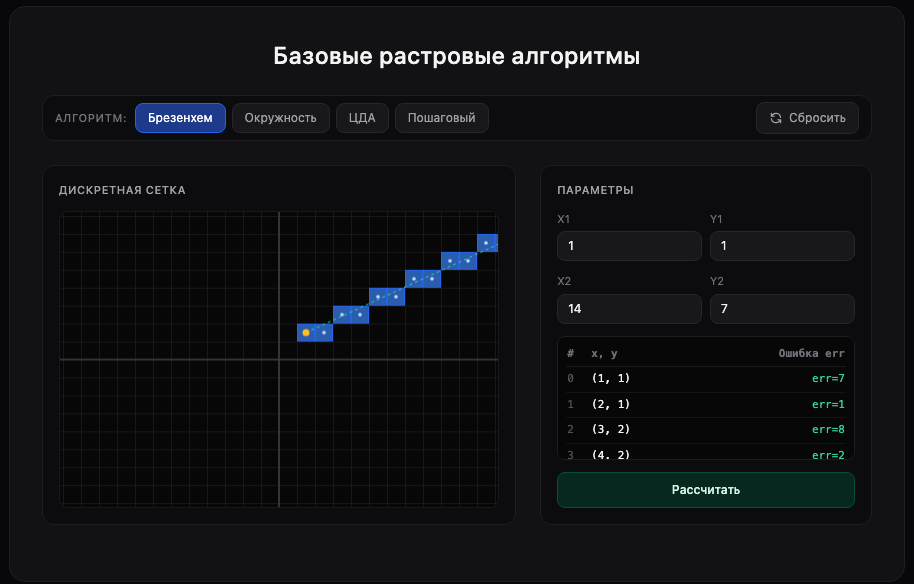 Базовые растровые алгоритмы
АЛГОРИТМ: Брезенхем Окружность ЦДА Пошаговый Сбросить
ДИСКРЕТНАЯ СЕТКА
ПАРАМЕТРЫ
X1 Y1
1 1
X2 Y2
14 7
# x, y Ошибка err
0 (1, 1) err=7
1 (2, 1) err=1
2 (3, 2) err=8
3 (4, 2) err=2
Рассчитать